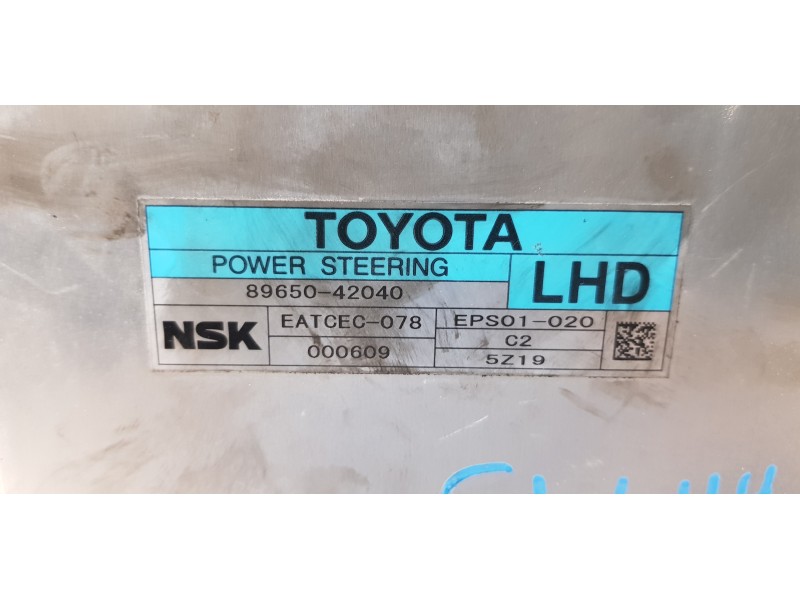 TOYOTA
POWER STEERING
LHD
89650-42040
NSK
EATCEC-078
EPS01-020
C2
000609
5Z19